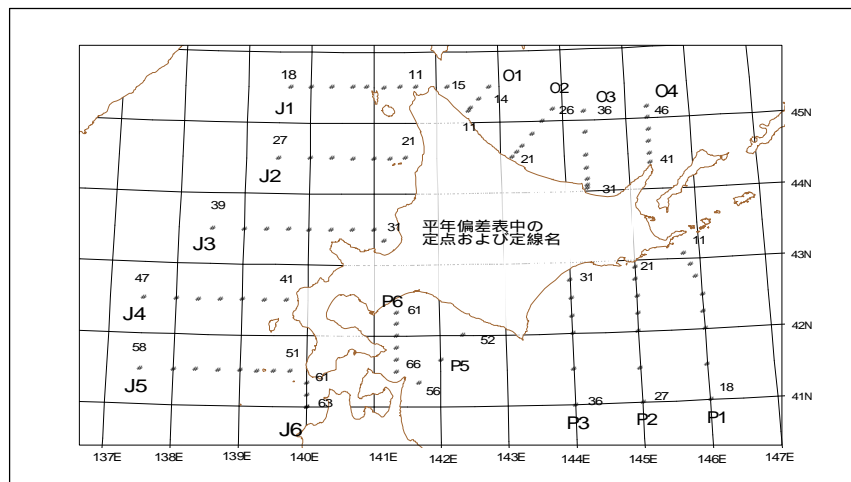 18
11
15
O1
J1
14
11
O2
26
O3
36
O4
46
45N
27
21
J2
21
31
41
44N
39
31
J3
平年偏差表中の
定点および定線名
11
43N
47
41
J4
P6
61
31
21
42N
58
51
J5
52
66
P5
56
61
63
J6
36
P3
27
P2
18
P1
41N
137E
138E
139E
140E
141E
142E
143E
144E
145E
146E
147E